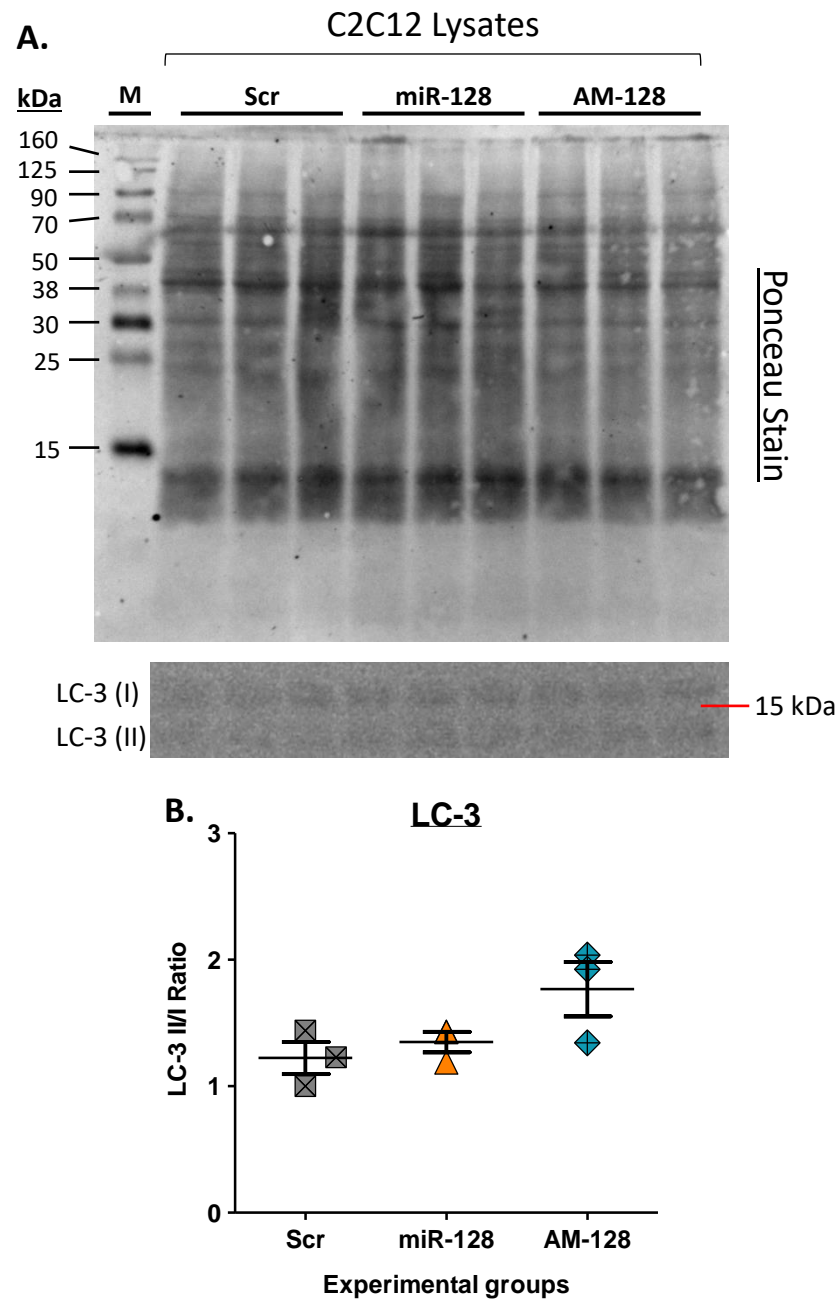 A.
C2C12 Lysates
kDa
M
Scr
miR-128
AM-128
160
125
90
70
50
38
30
25
15
Ponceau Stain
LC-3 (I)
LC-3 (II)
15 kDa
B.
LC-3
3
2
1
0
LC-3 II/I Ratio
Scr
miR-128
AM-128
Experimental groups